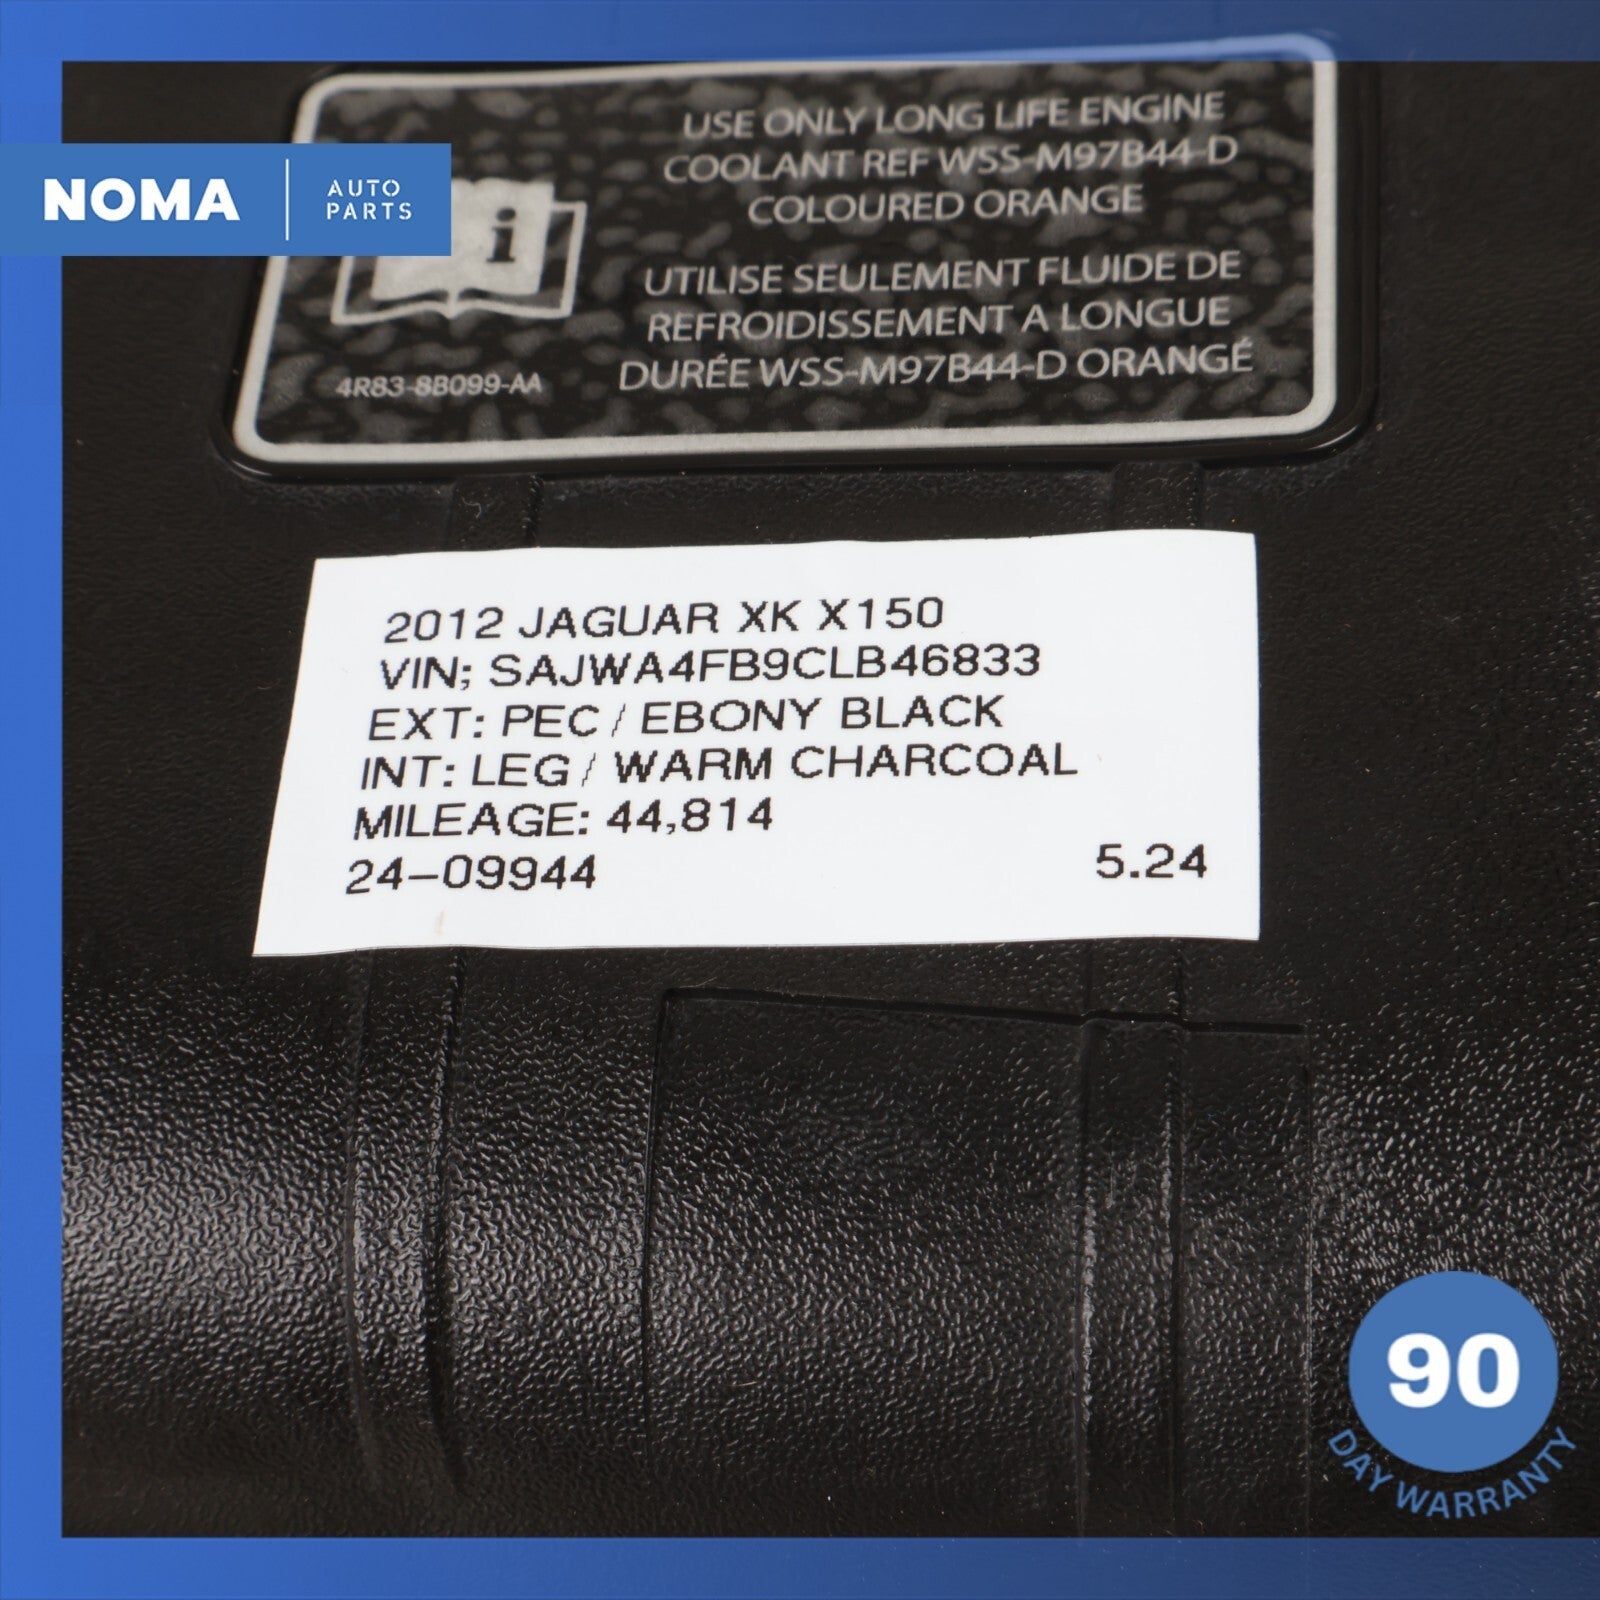 USE ONLY LONG LIFE ENGINE
COOLANT REF WSS-M97B44-D
COLOURED ORANGE
NOMA
AUTO
PARTS
i
UTILISE SEULEMENT FLUIDE DE
REFROIDISSEMENT A LONGUE
DURÉE WSS-M97B44-D ORANGÉ
4R83-8B099-AA
2012 JAGUAR XK X150
VIN; SAJWA4FB9CLB46833
EXT: PEC / EBONY BLACK
INT: LEG / WARM CHARCOAL
MILEAGE: 44,814
24-09944 5.24
90
DAY WARRANTY